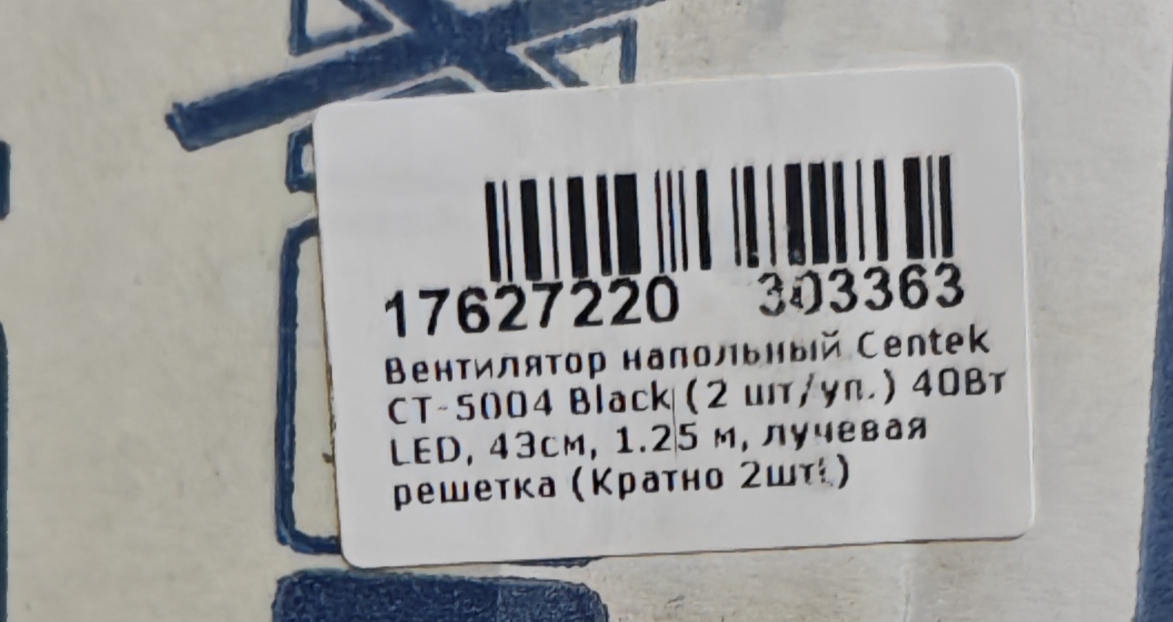 17627220 303363
Вентилятор напольный Centek
CT-5004 Black (2 шт/уп.) 40Вт
LED, 43см, 1.25 м, лучевая
решетка (Кратно 2шт.)